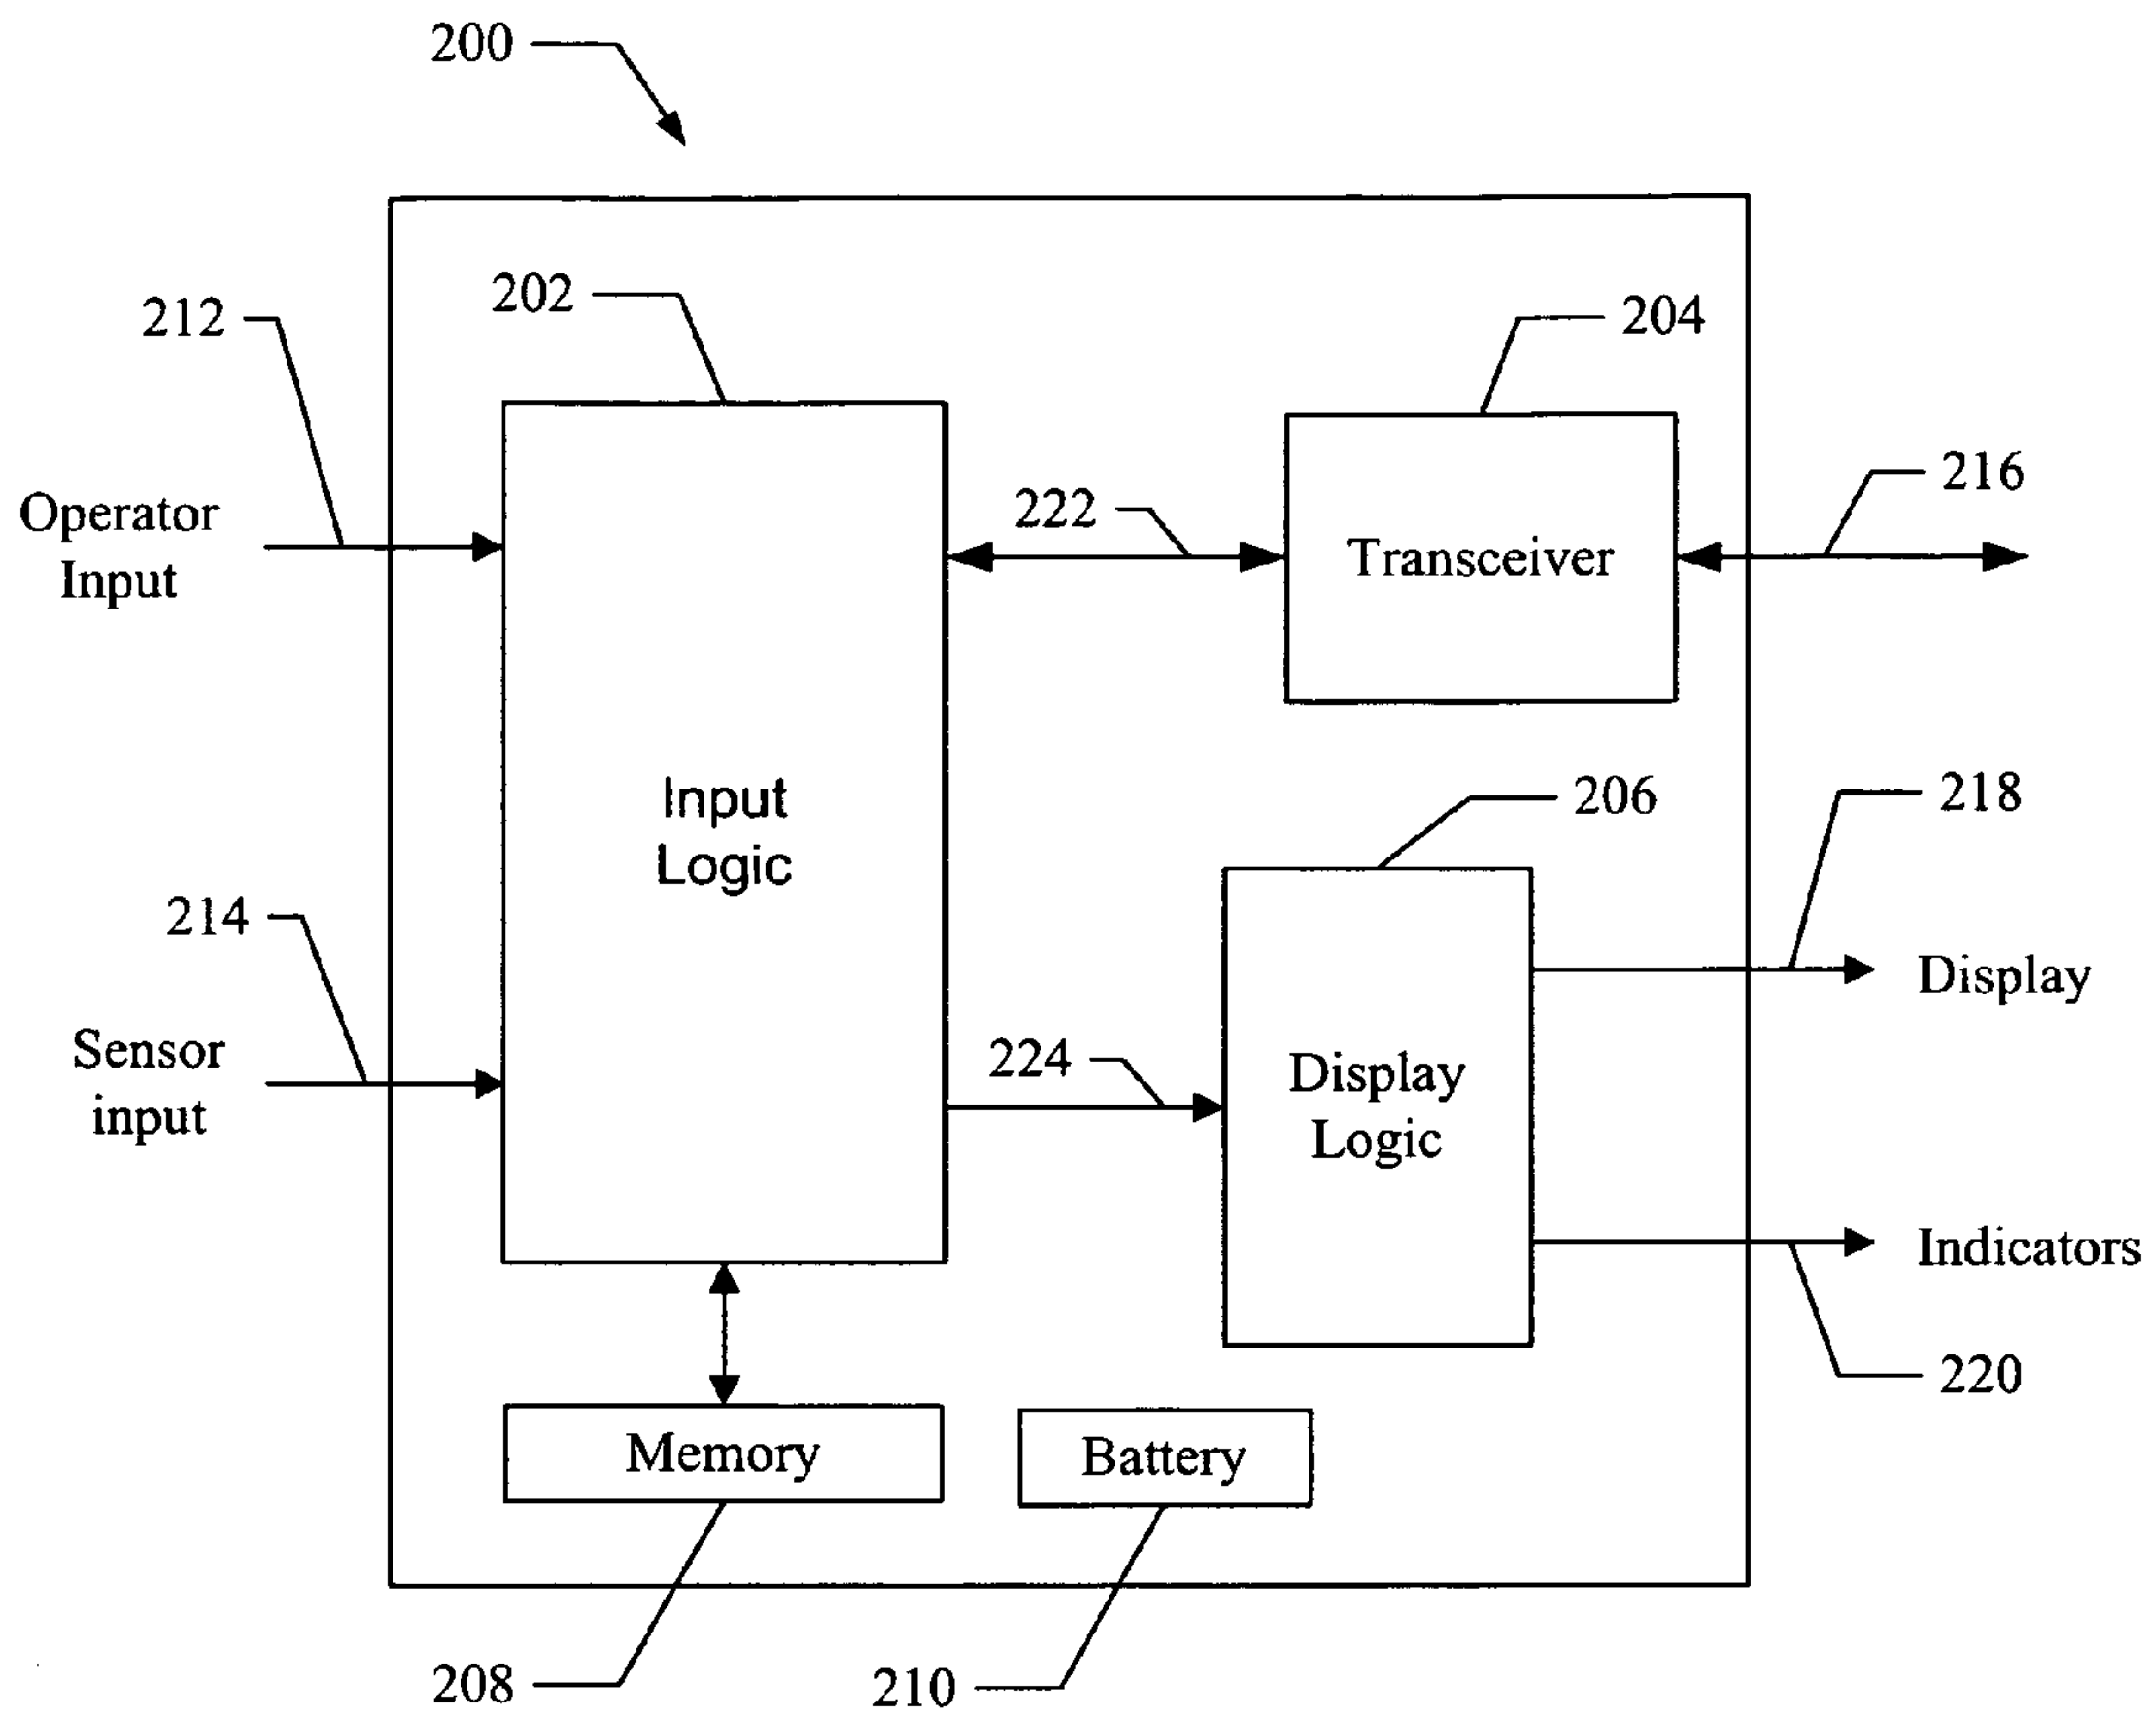 200
202
212
204
216
Operator
Input
222
Transceiver
Input
Logic
206
218
214
Display
Sensor
input
224
Display
Logic
Indicators
220
Memory
Battery
208
210